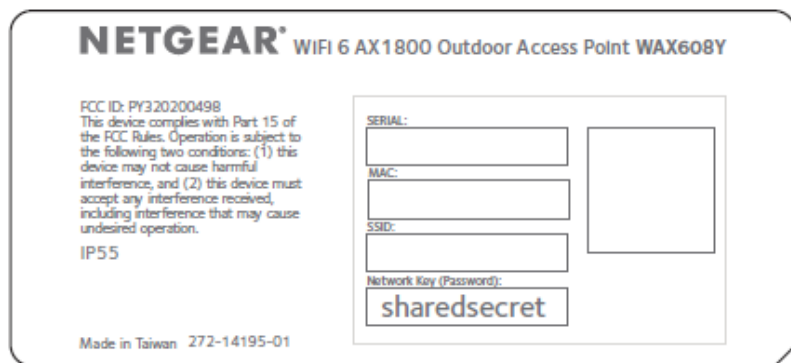 NETGEAR® WiFi 6 AX1800 Outdoor Access Point WAX608Y
FCC ID: PY320200498
This device complies with Part 15 of
the FCC Rules. Operation is subject to
the following two conditions: (1) this
device may not cause harmful
interference, and (2) this device must
accept any interference received,
including interference that may cause
undesired operation.
IP55
Made in Taiwan 272-14195-01
SERIAL:
MAC:
SSID:
Network Key (Password):
sharedsecret